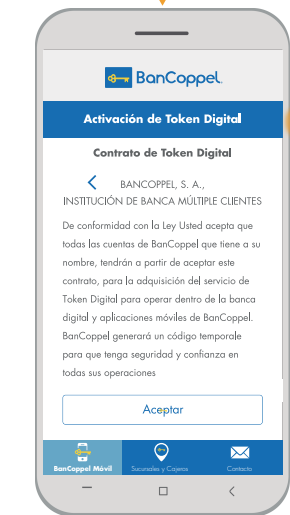 BanCoppel.
Activación de Token Digital
Contrato de Token Digital
BANCOPPEL, S. A.,
INSTITUCIÓN DE BANCA MÚLTIPLE CLIENTES
De conformidad con la Ley Usted acepta que
todas las cuentas de BanCoppel que tiene a su
nombre, tendrán a partir de aceptar este
contrato, para la adquisición del servicio de
Token Digital para operar dentro de la banca
digital y aplicaciones móviles de BanCoppel.
BanCoppel generará un código temporale
para que tenga seguridad y confianza en
todas sus operaciones
Aceptar
BanCoppel Móvil
Sucursales y Cajeros
Contacto